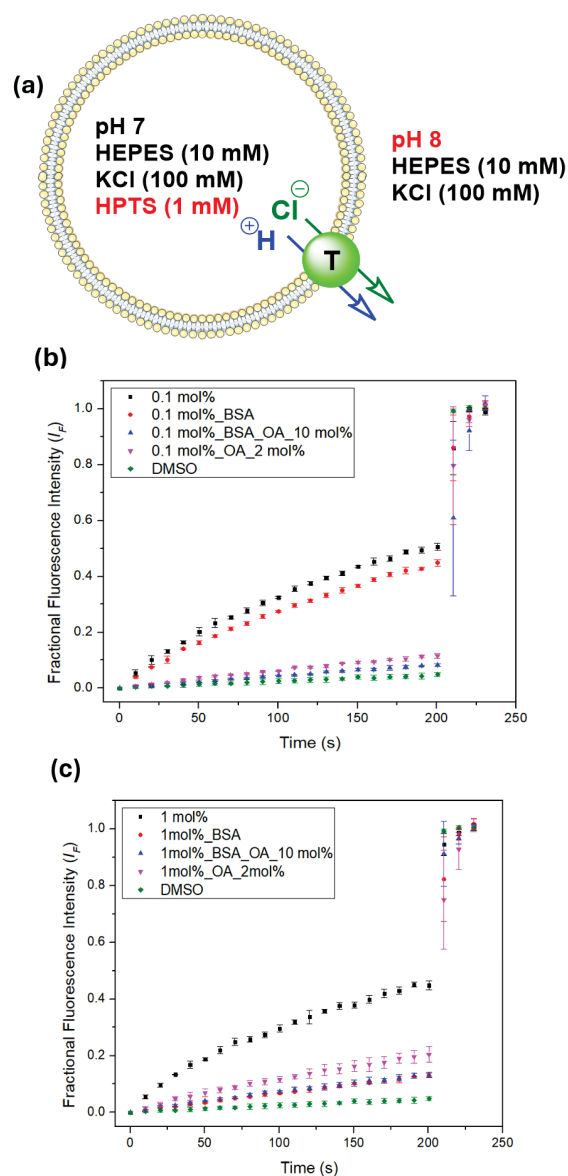 (a)
pH 7
HEPES (10 mM)
KCl (100 mM)
HPTS (1 mM)
pH 8
HEPES (10 mM)
KCl (100 mM)
Cl⊖
⊕H
T
(b)
0.1 mol%
0.1 mol%_BSA
0.1 mol%_BSA_OA_10 mol%
0.1 mol%_OA_2 mol%
DMSO
1.0
0.8
0.6
0.4
0.2
0.0
Fractional Fluorescence Intensity (I_F)
0 50 100 150 200 250
Time (s)
(c)
1 mol%
1mol%_BSA
1mol%_BSA_OA_10 mol%
1mol%_OA_2mol%
DMSO
1.0
0.8
0.6
0.4
0.2
0.0
Fractional Fluorescence Intensity (I_F)
0 50 100 150 200 250
Time (s)